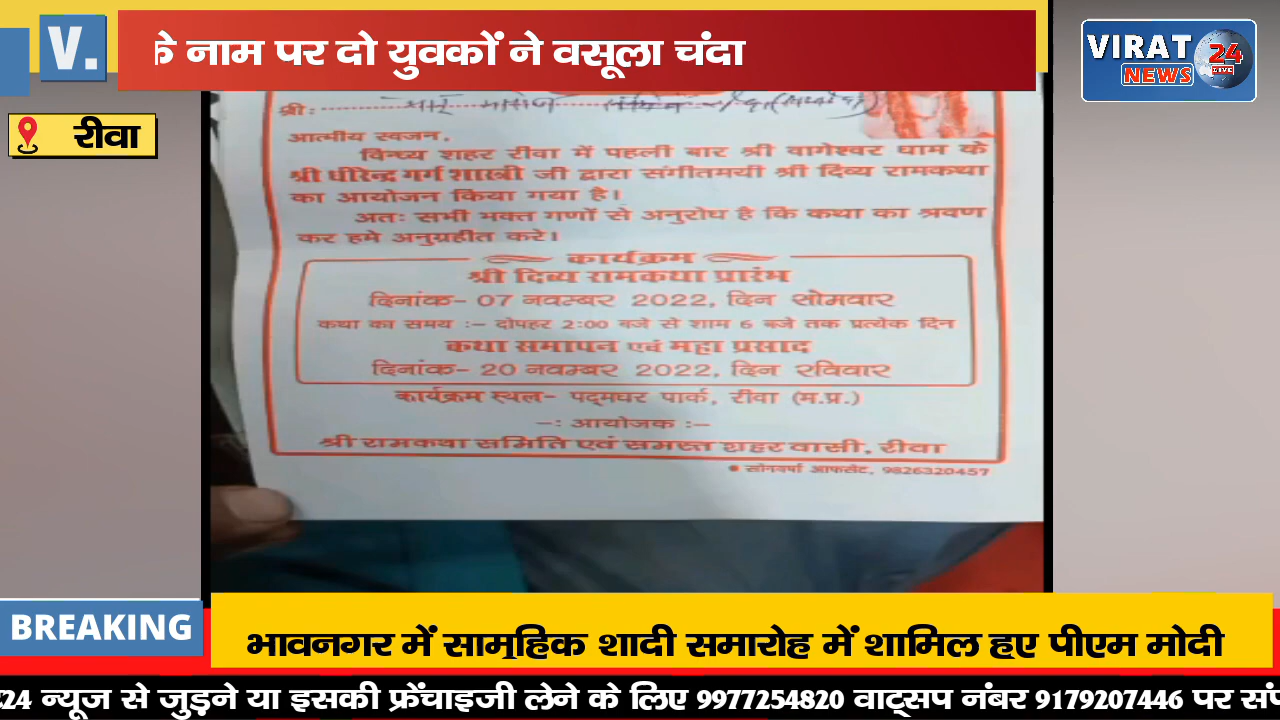 V.
के नाम पर दो युवकों ने वसूला चंदा
VIRAT 24
NEWS LIVE
रीवा
श्री:
आत्मीय स्वजन,
विन्ध्य शहर रीवा में पहली बार श्री वागेश्वर धाम के
श्री धीरेन्द्र गर्ग शास्त्री जी द्वारा संगीतमयी श्री दिव्य रामकथा
का आयोजन किया गया है।
अतः सभी भक्त गणों से अनुरोध है कि कथा का श्रवण
कर हमे अनुग्रहीत करे।
कार्यक्रम
श्री दिव्य रामकथा प्रारंभ
दिनांक- 07 नवम्बर 2022, दिन सोमवार
कथा का समय :- दोपहर 2:00 बजे से शाम 6 बजे तक प्रत्येक दिन
कथा समापन एवं महा प्रसाद
दिनांक- 20 नवम्बर 2022, दिन रविवार
कार्यक्रम स्थल- पद्मधर पार्क, रीवा (म.प्र.)
-: आयोजक :-
श्री रामकथा समिति एवं समस्त शहर वासी, रीवा
सोनवर्षा आफसेट, 9826320457
BREAKING
भावनगर में सामूहिक शादी समारोह में शामिल हुए पीएम मोदी
24 न्यूज से जुड़ने या इसकी फ्रेंचाइजी लेने के लिए 9977254820 वाट्सप नंबर 9179207446 पर संप